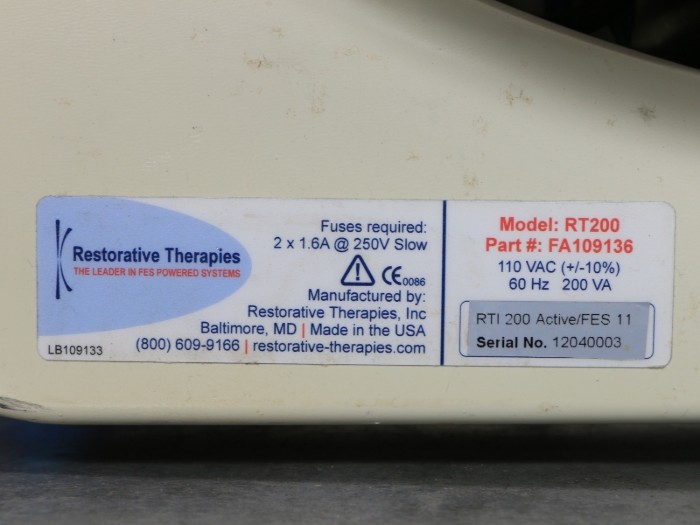 Restorative Therapies
THE LEADER IN FES POWERED SYSTEMS
LB109133
Fuses required:
2 x 1.6A @ 250V Slow
CE0086
Manufactured by:
Restorative Therapies, Inc
Baltimore, MD | Made in the USA
(800) 609-9166 | restorative-therapies.com
Model: RT200
Part #: FA109136
110 VAC (+/-10%)
60 Hz 200 VA
RTI 200 Active/FES 11
Serial No. 12040003